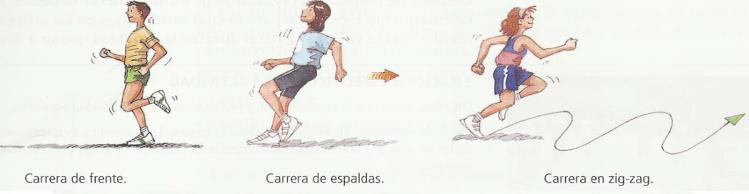 Carrera de frente.
Carrera de espaldas.
Carrera en zig-zag.